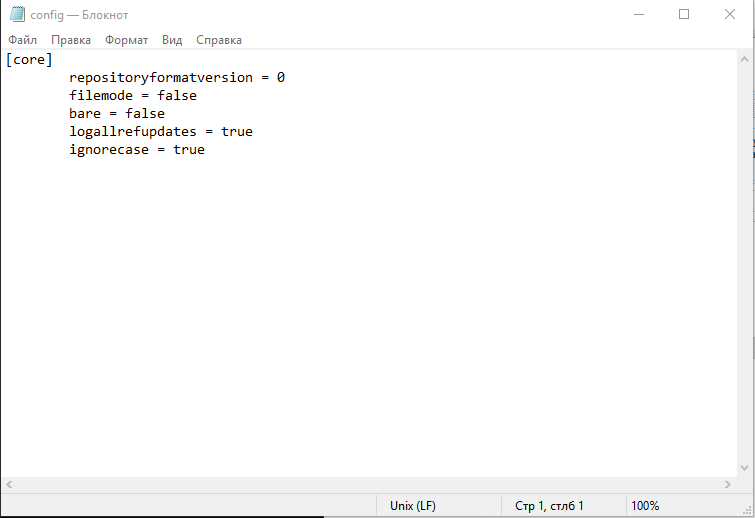 config — Блокнот
Файл Правка Формат Вид Справка
[core]
repositoryformatversion = 0
filemode = false
bare = false
logallrefupdates = true
ignorecase = true
Unix (LF) Стр 1, стлб 1 100%